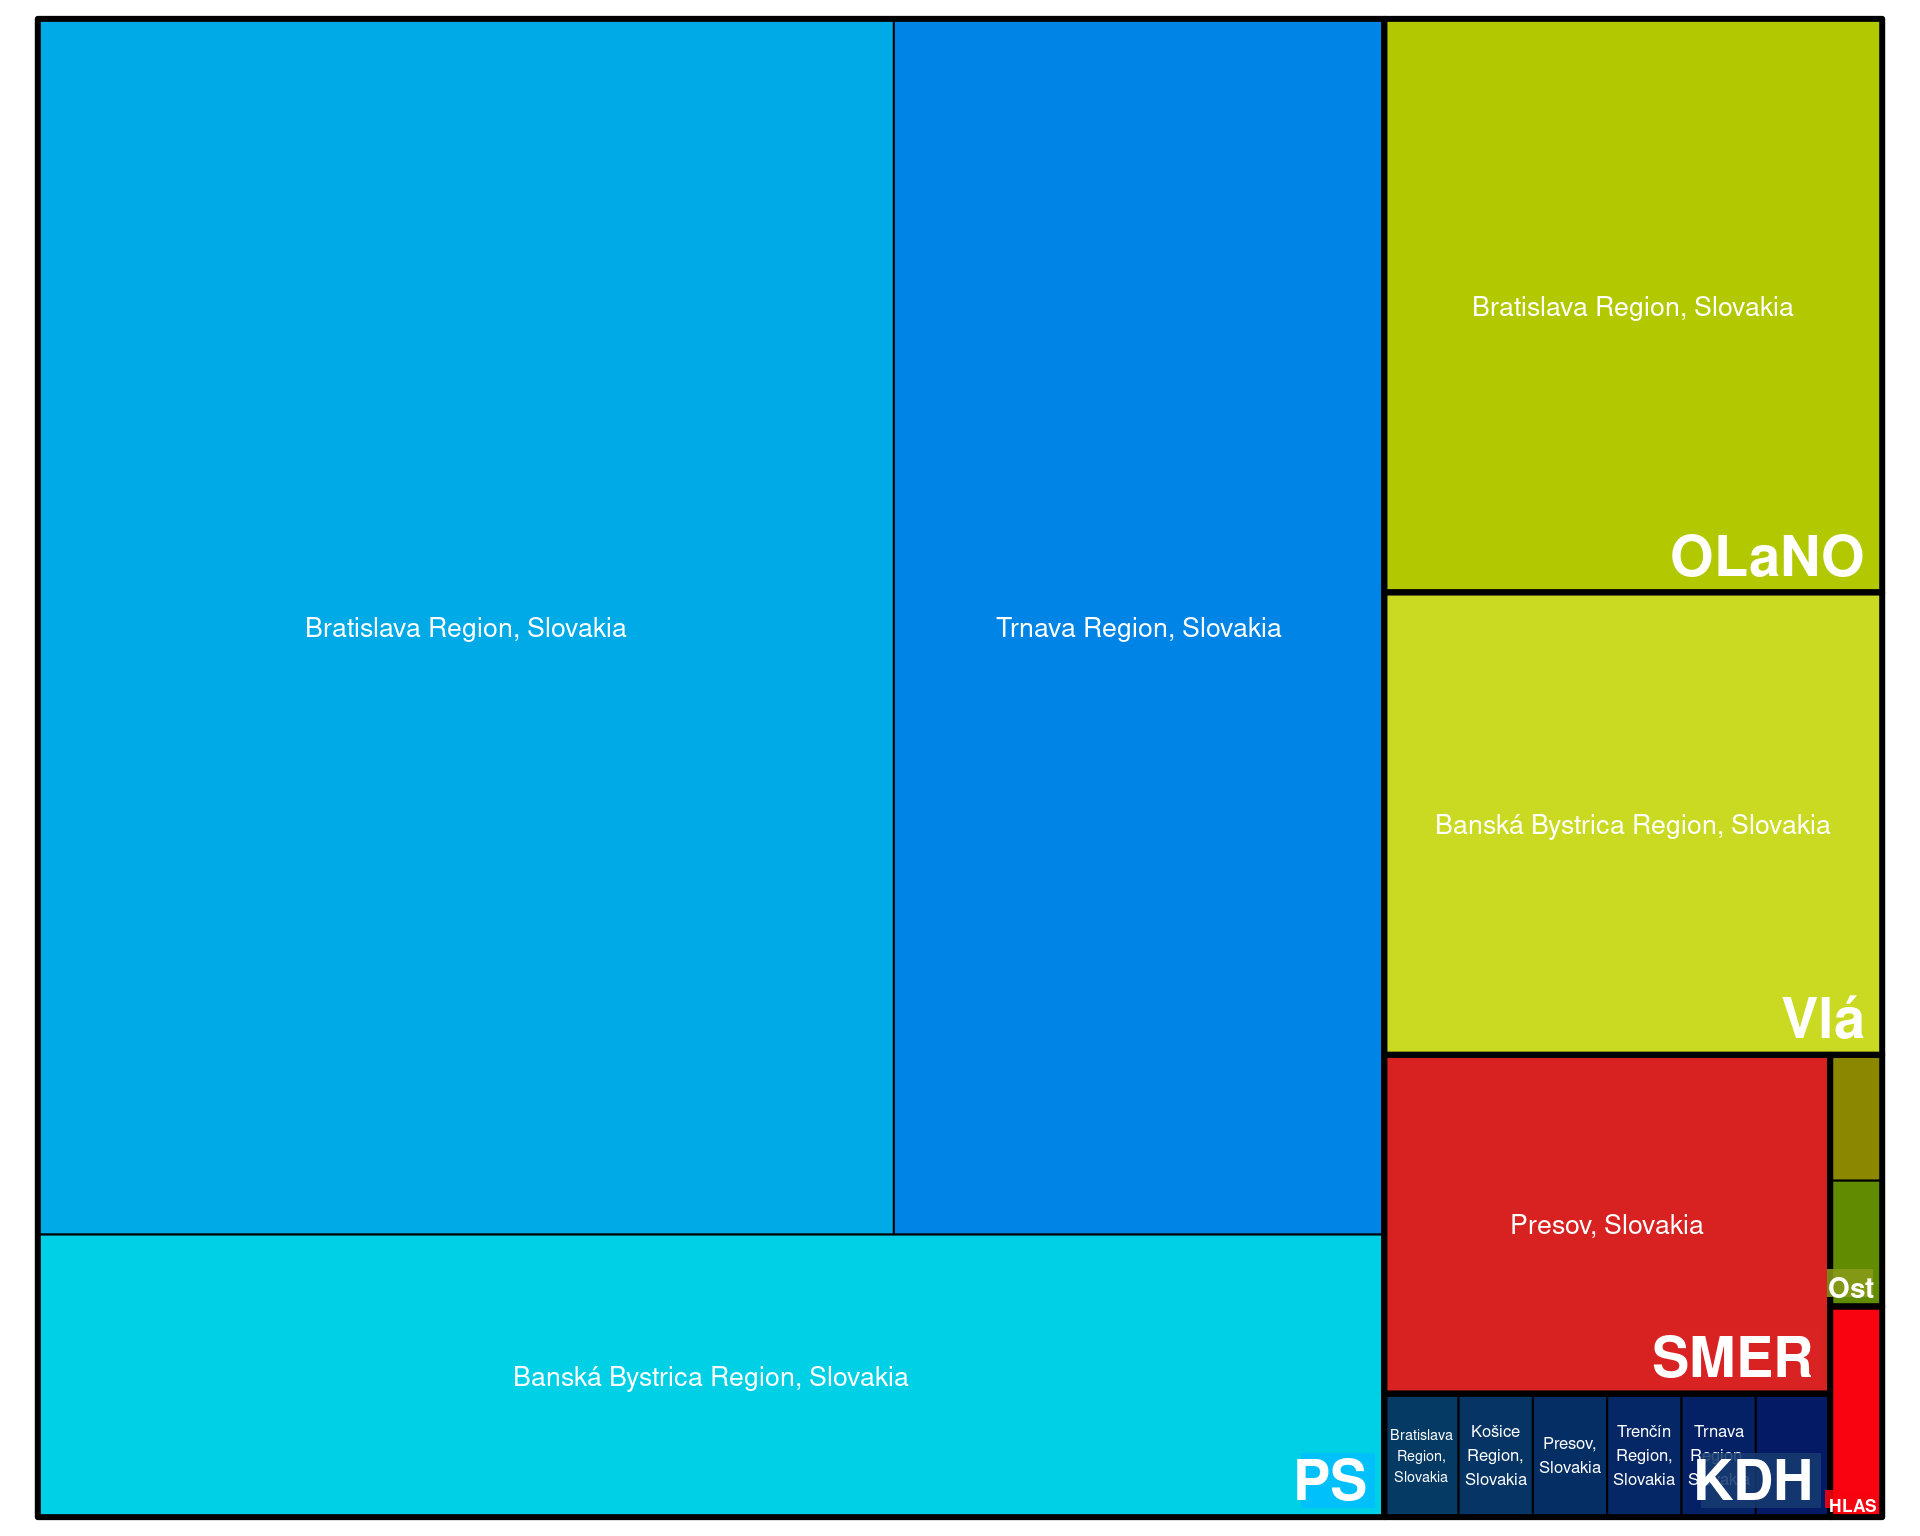 Bratislava Region, Slovakia
Trnava Region, Slovakia
Banská Bystrica Region, Slovakia
PS
Bratislava Region, Slovakia
OLaNO
Banská Bystrica Region, Slovakia
Vlá
Presov, Slovakia
SMER
Ost
Bratislava
Region,
Slovakia
Košice
Region,
Slovakia
Presov,
Slovakia
Trenčín
Region,
Slovakia
Trnava
Region,
KDH
HLAS